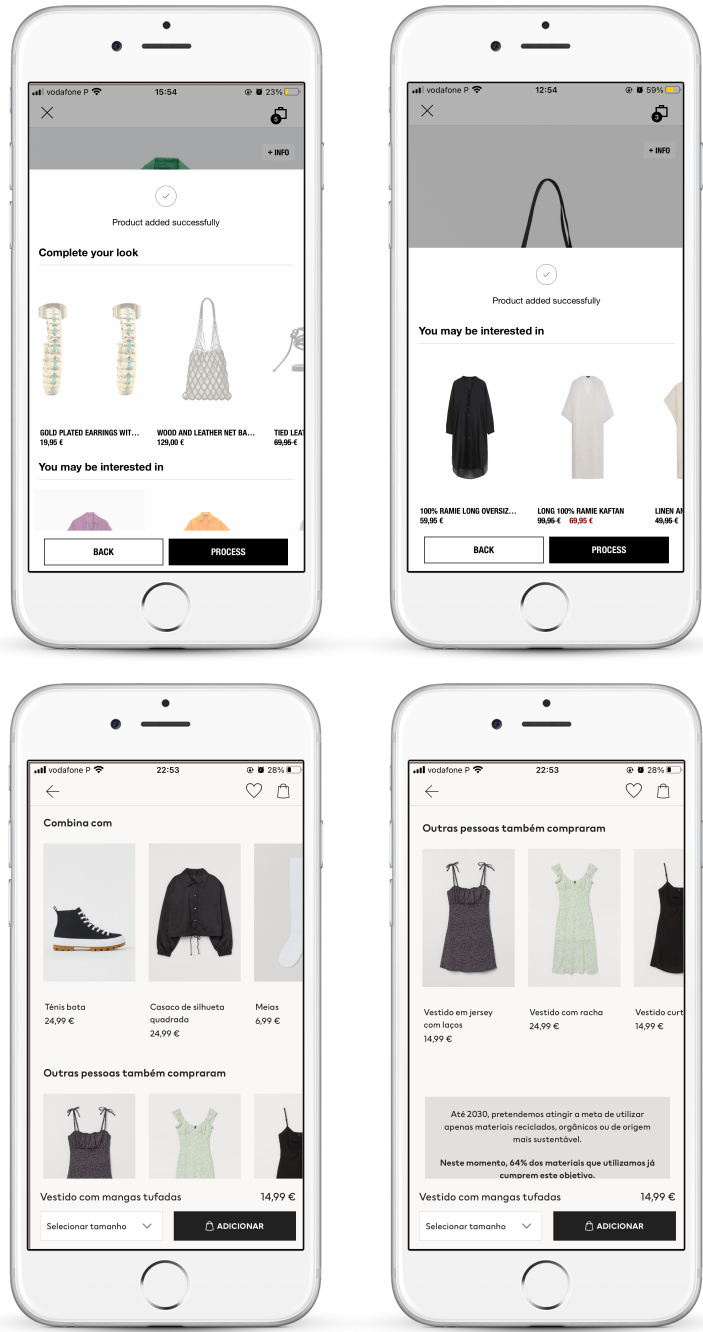 vodafone P
15:54
23%
5
+ INFO
Product added successfully
Complete your look
GOLD PLATED EARRINGS WIT...
19,95 €
WOOD AND LEATHER NET BA...
129,00 €
TIED LEA
69,95 €
You may be interested in
BACK
PROCESS
vodafone P
12:54
59%
3
+ INFO
Product added successfully
You may be interested in
100% RAMIE LONG OVERSIZ...
59,95 €
LONG 100% RAMIE KAFTAN
99,95 € 69,95 €
LINEN AN
49,95 €
BACK
PROCESS
vodafone P
22:53
28%
Combina com
Ténis bota
24,99 €
Casaco de silhueta
quadrada
24,99 €
Meias
6,99 €
Outras pessoas também compraram
Vestido com mangas tufadas
14,99 €
Selecionar tamanho
ADICIONAR
vodafone P
22:53
28%
Outras pessoas também compraram
Vestido em jersey
com laços
14,99 €
Vestido com racha
24,99 €
Vestido curt
14,99 €
Até 2030, pretendemos atingir a meta de utilizar
apenas materiais reciclados, orgânicos ou de origem
mais sustentável.
Neste momento, 64% dos materiais que utilizamos já
cumprem este objetivo.
Vestido com mangas tufadas
14,99 €
Selecionar tamanho
ADICIONAR